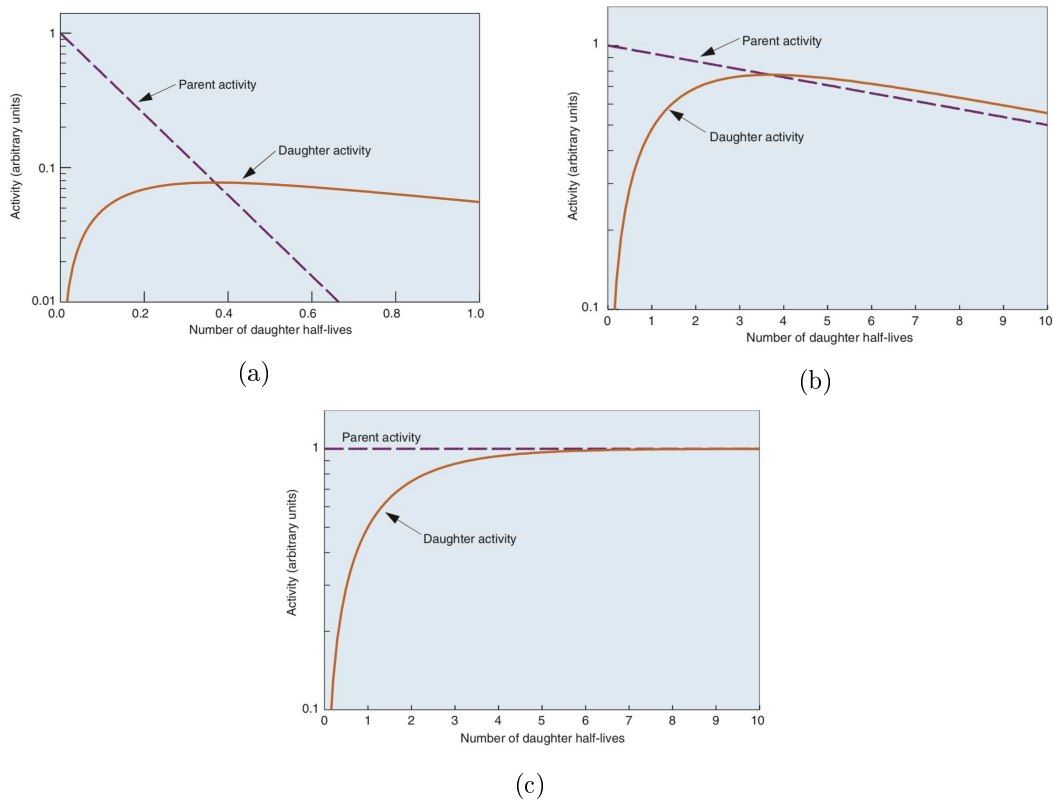 1
0.1
0.01
Activity (arbitrary units)
Parent activity
Daughter activity
0.0 0.2 0.4 0.6 0.8 1.0
Number of daughter half-lives
(a)
1
0.1
Activity (arbitrary units)
Parent activity
Daughter activity
0 1 2 3 4 5 6 7 8 9 10
Number of daughter half-lives
(b)
1
0.1
Activity (arbitrary units)
Parent activity
Daughter activity
0 1 2 3 4 5 6 7 8 9 10
Number of daughter half-lives
(c)